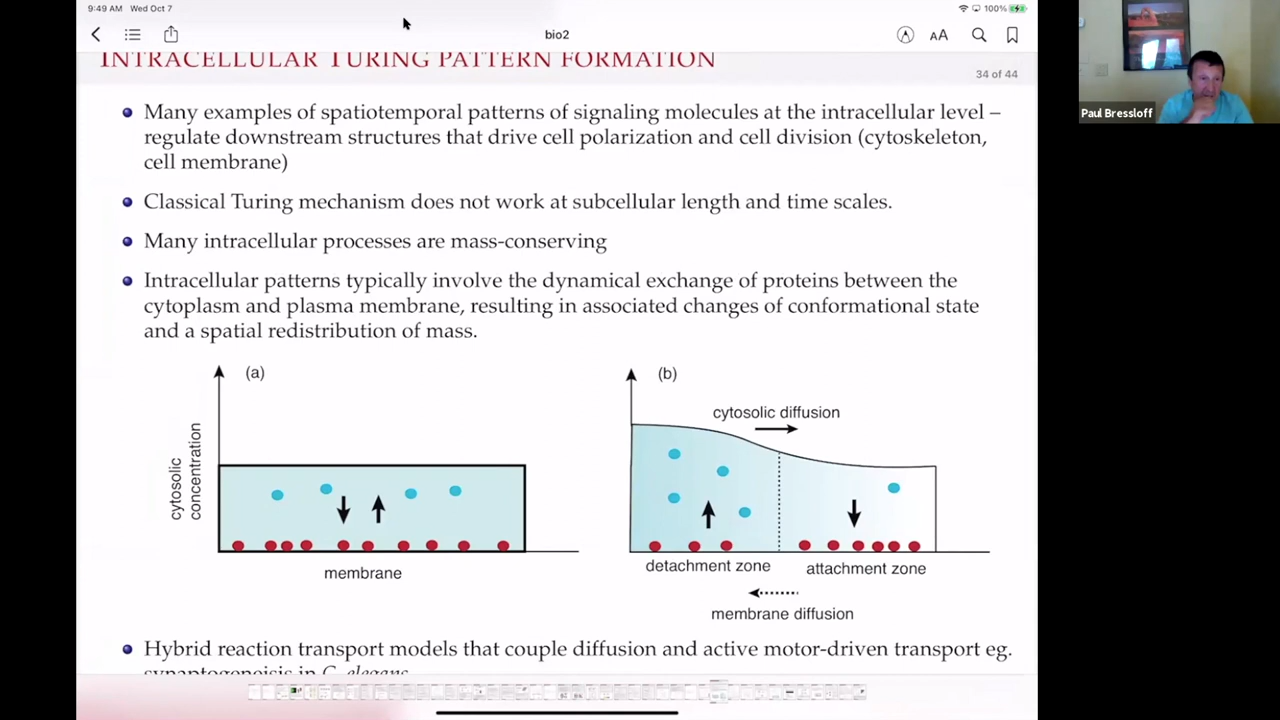 9:49 AM Wed Oct 7
100%
bio2
AA
INTRACELLULAR TURING PATTERN FORMATION
34 of 44
Many examples of spatiotemporal patterns of signaling molecules at the intracellular level –
regulate downstream structures that drive cell polarization and cell division (cytoskeleton,
cell membrane)
Classical Turing mechanism does not work at subcellular length and time scales.
Many intracellular processes are mass-conserving
Intracellular patterns typically involve the dynamical exchange of proteins between the
cytoplasm and plasma membrane, resulting in associated changes of conformational state
and a spatial redistribution of mass.
(a)
cytosolic
concentration
membrane
(b)
cytosolic diffusion
detachment zone
attachment zone
membrane diffusion
Hybrid reaction transport models that couple diffusion and active motor-driven transport eg.
synaptogeneisis in C. elegans
Paul Bressloff